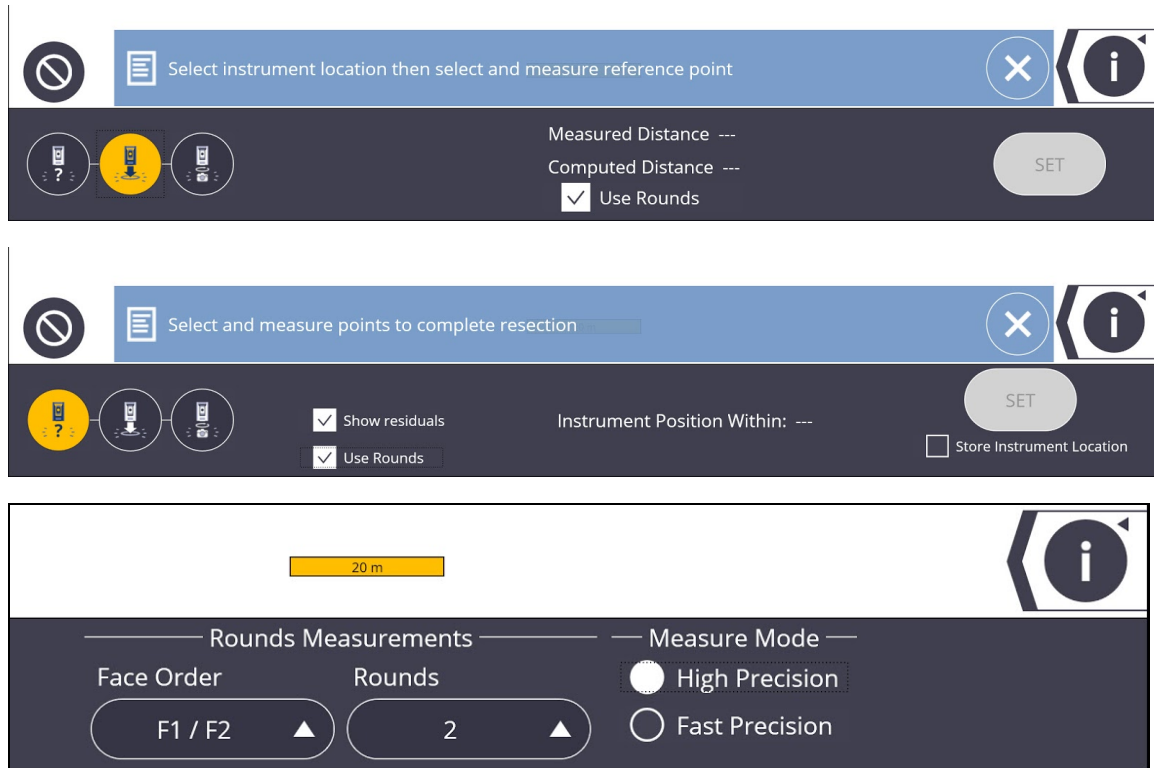 Select instrument location then select and measure reference point
i
?
Measured Distance ---
Computed Distance ---
Use Rounds
SET
Select and measure points to complete resection
i
?
Show residuals
Use Rounds
Instrument Position Within: ---
SET
Store Instrument Location
20 m
i
Rounds Measurements
Measure Mode
Face Order
Rounds
High Precision
F1 / F2
2
Fast Precision